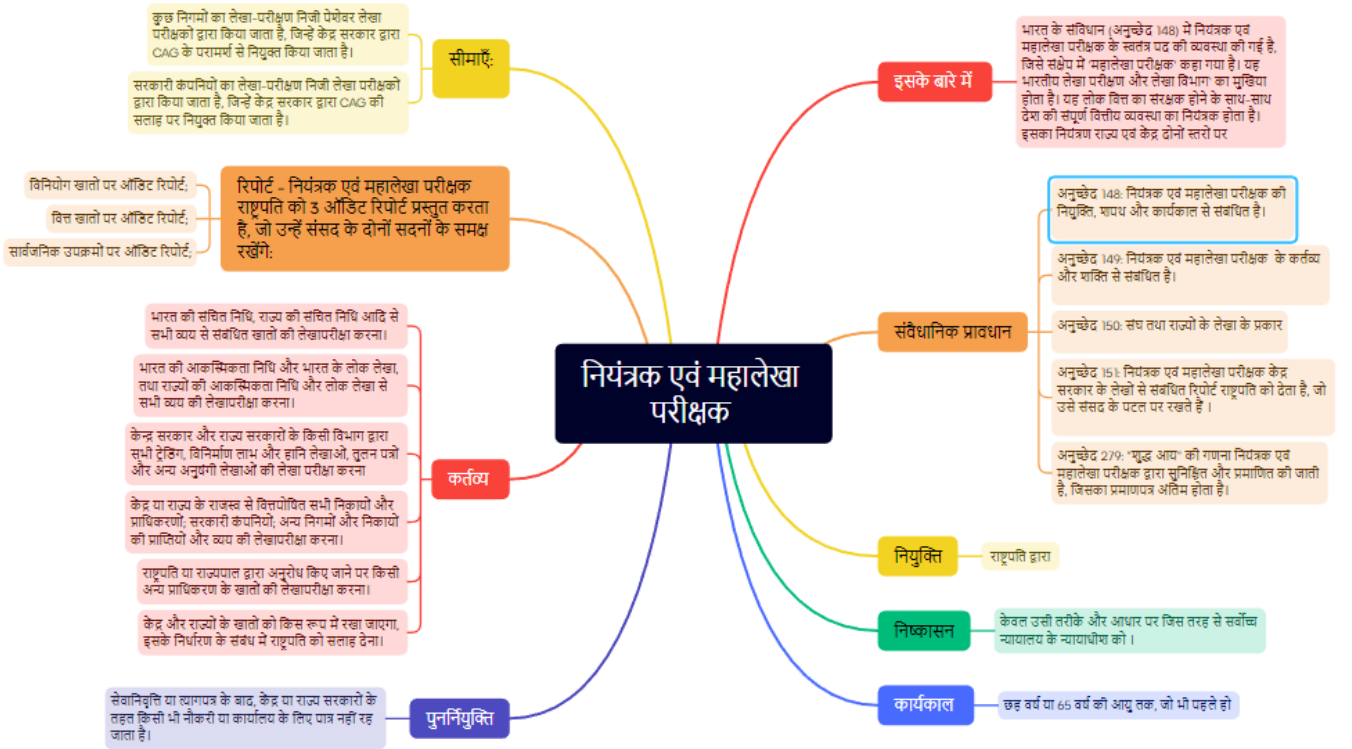 नियंत्रक एवं महालेखा
परीक्षक
इसके बारे में
भारत के संविधान (अनुच्छेद 148) में नियंत्रक एवं
महालेखा परीक्षक के स्वतंत्र पद की व्यवस्था की गई है,
जिसे संक्षेप में 'महालेखा परीक्षक' कहा गया है। यह
भारतीय लेखा परीक्षण और लेखा विभाग' का मुखिया
होता है। यह लोक वित्त का संरक्षक होने के साथ-साथ
देश की संपूर्ण वित्तीय व्यवस्था का नियंत्रक होता है।
इसका नियंत्रण राज्य एवं केंद्र दोनों स्तरों पर
संवैधानिक प्रावधान
अनुच्छेद 148: नियंत्रक एवं महालेखा परीक्षक की
नियुक्ति, शपथ और कार्यकाल से संबंधित है।
अनुच्छेद 149: नियंत्रक एवं महालेखा परीक्षक के कर्तव्य
और शक्ति से संबंधित है।
अनुच्छेद 150: संघ तथा राज्यों के लेखा के प्रकार
अनुच्छेद 151: नियंत्रक एवं महालेखा परीक्षक केंद्र
सरकार के लेखों से संबंधित रिपोर्ट राष्ट्रपति को देता है, जो
उसे संसद के पटल पर रखते हैं ।
अनुच्छेद 279: "शुद्ध आय" की गणना नियंत्रक एवं
महालेखा परीक्षक द्वारा सुनिश्चित और प्रमाणित की जाती
है, जिसका प्रमाणपत्र अंतिम होता है।
नियुक्ति
राष्ट्रपति द्वारा
निष्कासन
केवल उसी तरीके और आधार पर जिस तरह से सर्वोच्च
न्यायालय के न्यायाधीश को ।
कार्यकाल
छह वर्ष या 65 वर्ष की आयु तक, जो भी पहले हो
सीमाएँ:
कुछ निगमों का लेखा-परीक्षण निजी पेशेवर लेखा
परीक्षकों द्वारा किया जाता है, जिन्हें केंद्र सरकार द्वारा
CAG के परामर्श से नियुक्त किया जाता है।
सरकारी कंपनियों का लेखा-परीक्षण निजी लेखा परीक्षकों
द्वारा किया जाता है, जिन्हें केंद्र सरकार द्वारा CAG की
सलाह पर नियुक्त किया जाता है।
रिपोर्ट - नियंत्रक एवं महालेखा परीक्षक
राष्ट्रपति को 3 ऑडिट रिपोर्ट प्रस्तुत करता
है, जो उन्हें संसद के दोनों सदनों के समक्ष
रखेंगे:
विनियोग खातों पर ऑडिट रिपोर्ट;
वित्त खातों पर ऑडिट रिपोर्ट;
सार्वजनिक उपक्रमों पर ऑडिट रिपोर्ट;
कर्तव्य
भारत की संचित निधि, राज्य की संचित निधि आदि से
सभी व्यय से संबंधित खातों की लेखापरीक्षा करना।
भारत की आकस्मिकता निधि और भारत के लोक लेखा,
तथा राज्यों की आकस्मिकता निधि और लोक लेखा से
सभी व्यय की लेखापरीक्षा करना।
केन्द्र सरकार और राज्य सरकारों के किसी विभाग द्वारा
सभी ट्रेडिंग, विनिर्माण लाभ और हानि लेखाओं, तुलन पत्रों
और अन्य अनुषंगी लेखाओं की लेखा परीक्षा करना
केंद्र या राज्य के राजस्व से वित्तपोषित सभी निकायों और
प्राधिकरणों; सरकारी कंपनियों; अन्य निगमों और निकायों
की प्राप्तियों और व्यय की लेखापरीक्षा करना।
राष्ट्रपति या राज्यपाल द्वारा अनुरोध किए जाने पर किसी
अन्य प्राधिकरण के खातों की लेखापरीक्षा करना।
केंद्र और राज्यों के खातों को किस रूप में रखा जाएगा,
इसके निर्धारण के संबंध में राष्ट्रपति को सलाह देना।
पुनर्नियुक्ति
सेवानिवृत्ति या त्यागपत्र के बाद, केंद्र या राज्य सरकारों के
तहत किसी भी नौकरी या कार्यालय के लिए पात्र नहीं रह
जाता है।